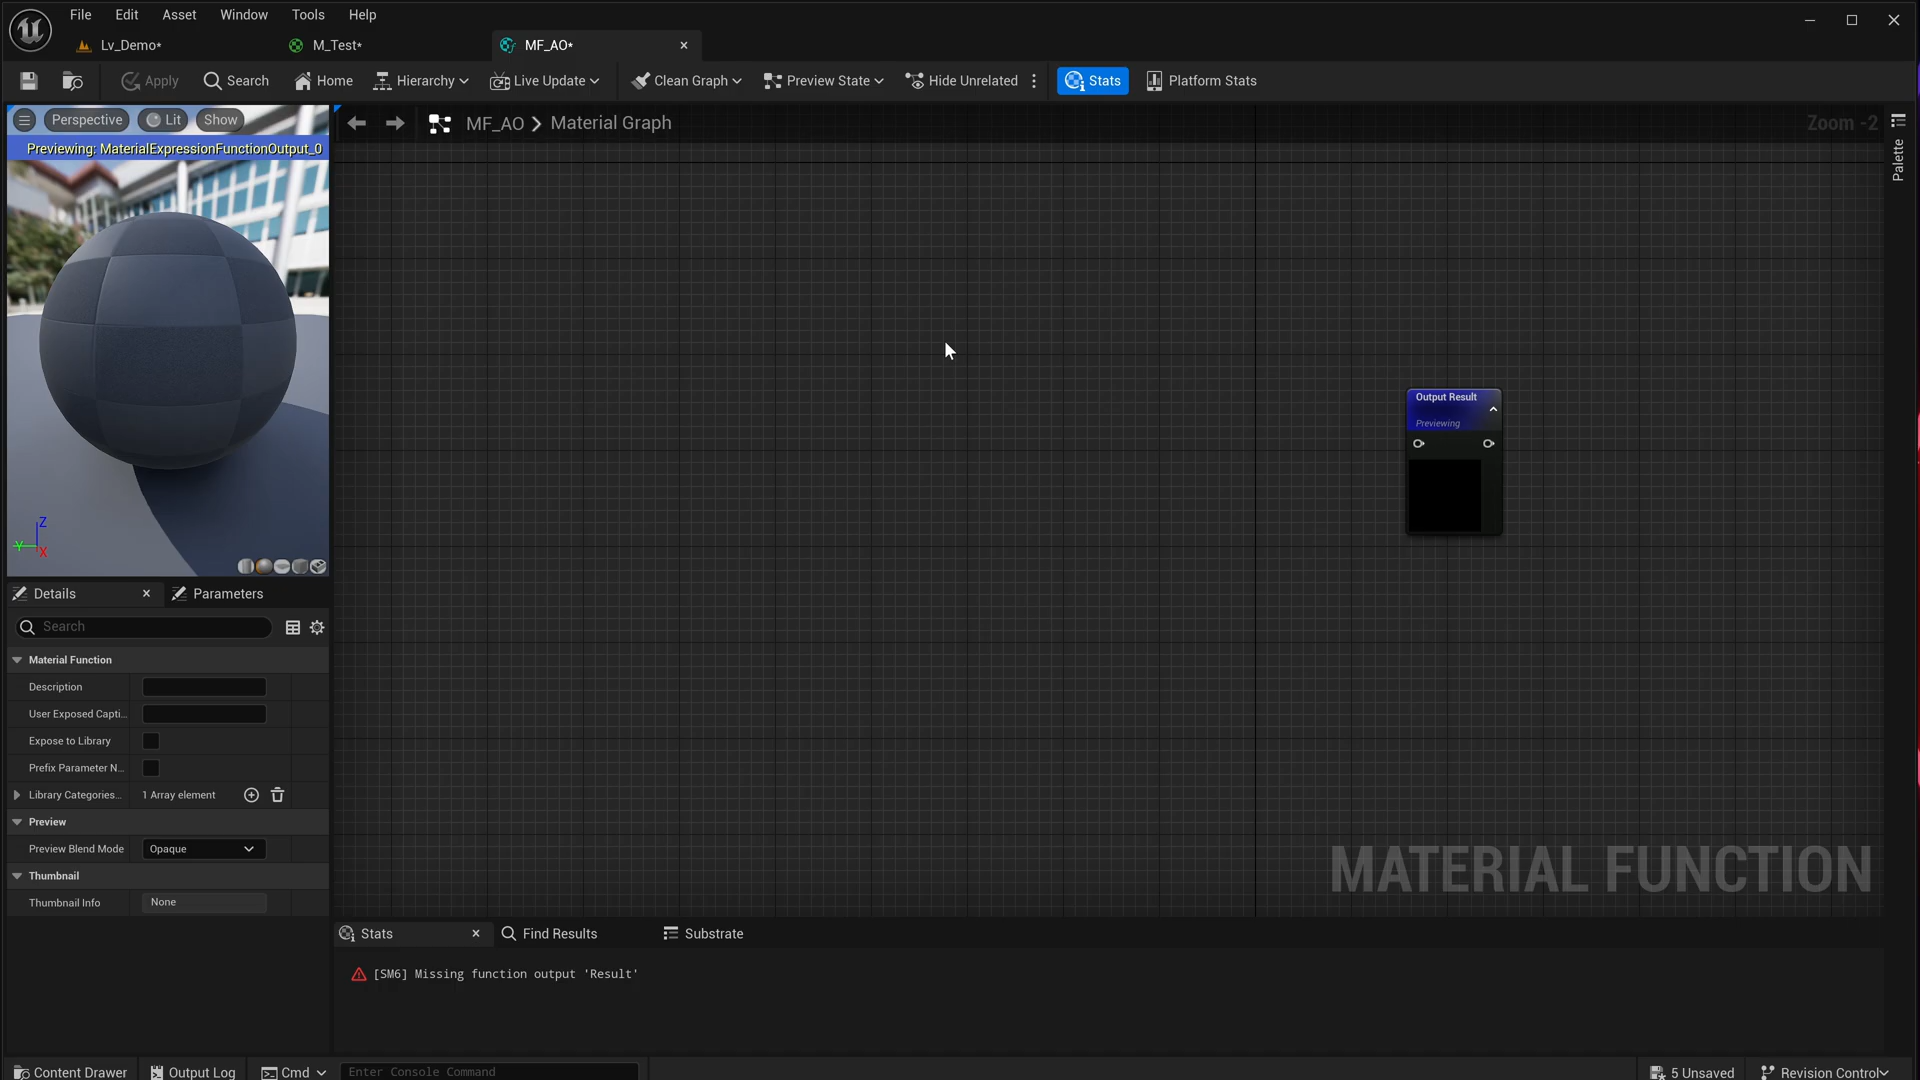 File Edit Asset Window Tools Help
Lv_Demo* M_Test* MF_AO*
Apply Search Home Hierarchy Live Update Clean Graph Preview State Hide Unrelated Stats Platform Stats
Perspective Lit Show
MF_AO > Material Graph
Zoom -2
Previewing: MaterialExpressionFunctionOutput_0
Palette
Output Result
Previewing
Z
Y
X
Details Parameters
Search
Material Function
Description
User Exposed Capti...
Expose to Library
Prefix Parameter N...
Library Categories... 1 Array element
Preview
Preview Blend Mode Opaque
Thumbnail
Thumbnail Info None
MATERIAL FUNCTION
Stats Find Results Substrate
[SM6] Missing function output 'Result'
Content Drawer Output Log Cmd Enter Console Command 5 Unsaved Revision Control